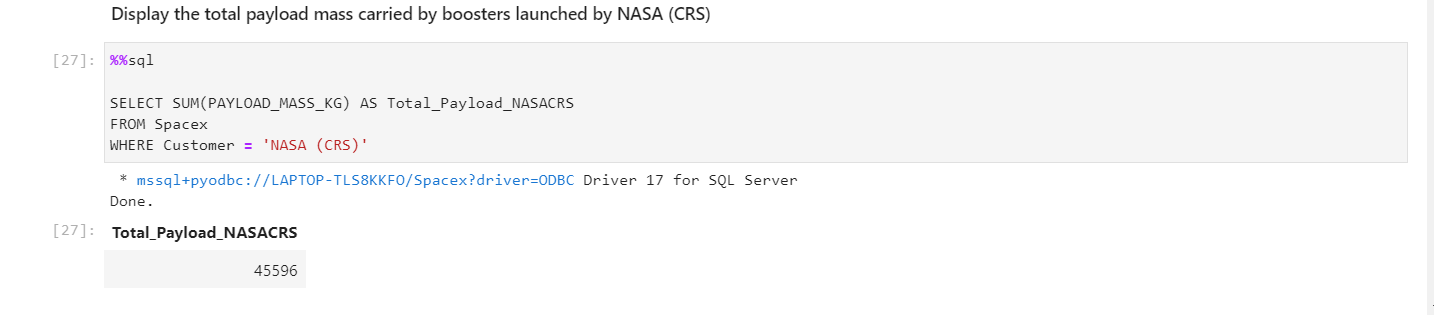 Display the total payload mass carried by boosters launched by NASA (CRS)
[27]: %%sql
SELECT SUM(PAYLOAD_MASS_KG) AS Total_Payload_NASACRS
FROM Spacex
WHERE Customer = 'NASA (CRS)'
* mssql+pyodbc://LAPTOP-TLS8KKFO/Spacex?driver=ODBC Driver 17 for SQL Server
Done.
[27]: Total_Payload_NASACRS
45596